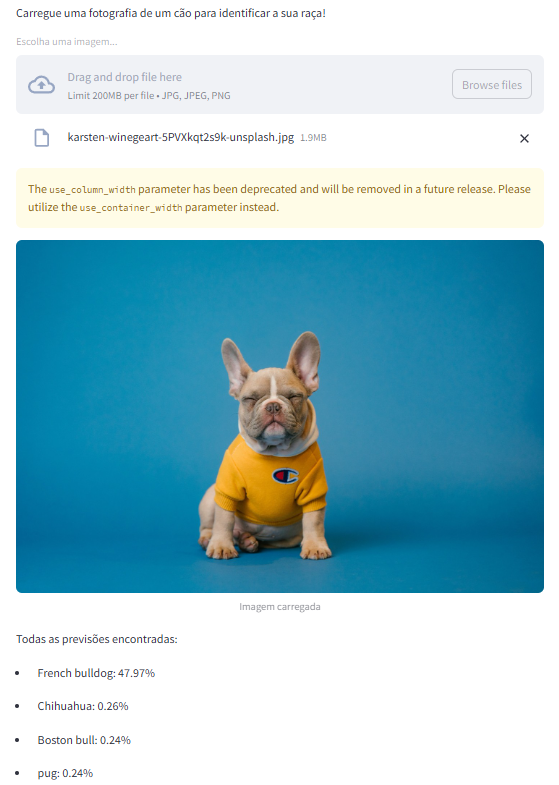 Carregue uma fotografia de um cão para identificar a sua raça!
Escolha uma imagem...
Drag and drop file here
Limit 200MB per file • JPG, JPEG, PNG
Browse files
karsten-winegeart-5PVXkqt2s9k-unsplash.jpg 1.9MB
The use_column_width parameter has been deprecated and will be removed in a future release. Please
utilize the use_container_width parameter instead.
Imagem carregada
Todas as previsões encontradas:
• French bulldog: 47.97%
• Chihuahua: 0.26%
• Boston bull: 0.24%
• pug: 0.24%